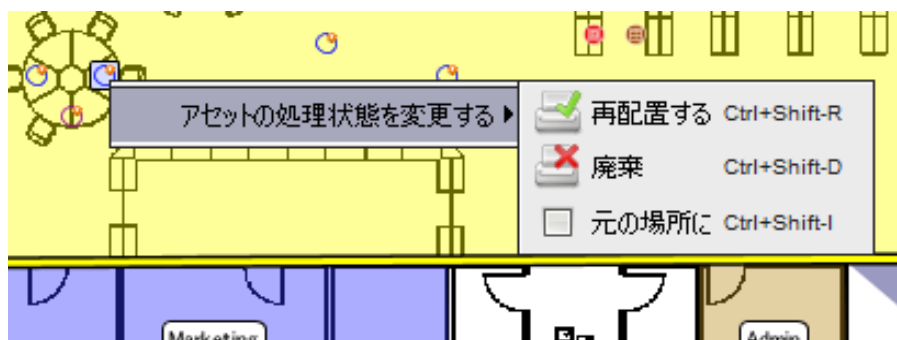 アセットの処理状態を変更する
再配置する Ctrl+Shift-R
廃棄 Ctrl+Shift-D
元の場所に Ctrl+Shift-I
Marketing
Admin